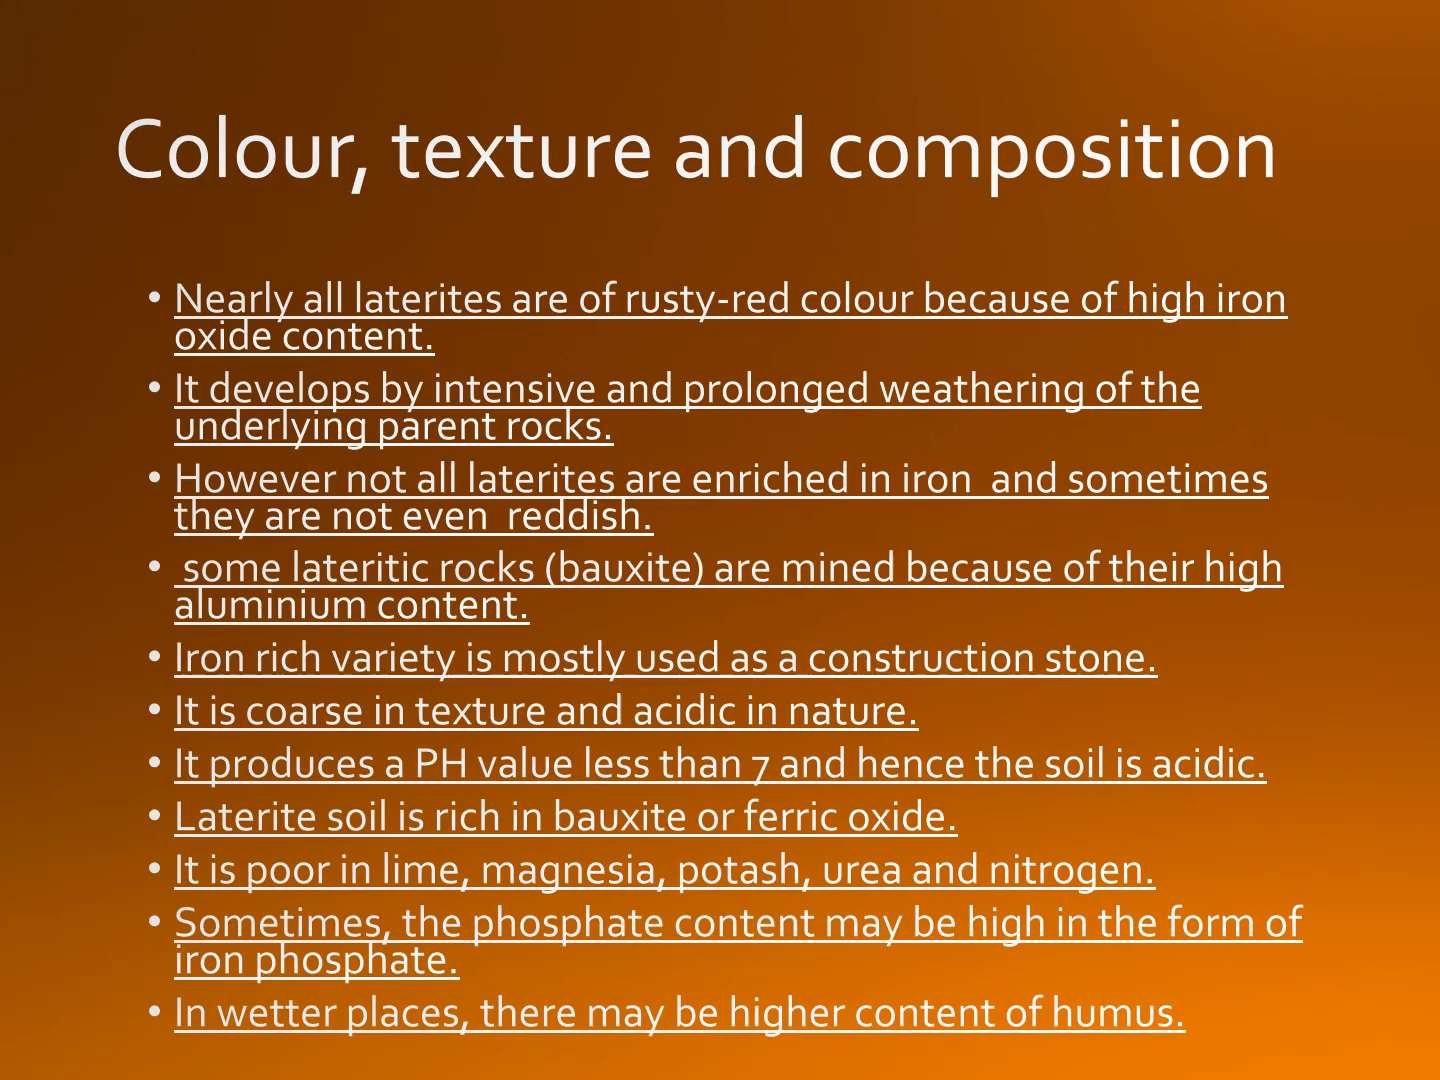 Colour, texture and composition
• Nearly all laterites are of rusty-red colour because of high iron
oxide content.
• It develops by intensive and prolonged weathering of the
underlying parent rocks.
• However not all laterites are enriched in iron  and sometimes
they are not even  reddish.
•  some lateritic rocks (bauxite) are mined because of their high
aluminium content.
• Iron rich variety is mostly used as a construction stone.
• It is coarse in texture and acidic in nature.
• It produces a PH value less than 7 and hence the soil is acidic.
• Laterite soil is rich in bauxite or ferric oxide.
• It is poor in lime, magnesia, potash, urea and nitrogen.
• Sometimes, the phosphate content may be high in the form of
iron phosphate.
• In wetter places, there may be higher content of humus.